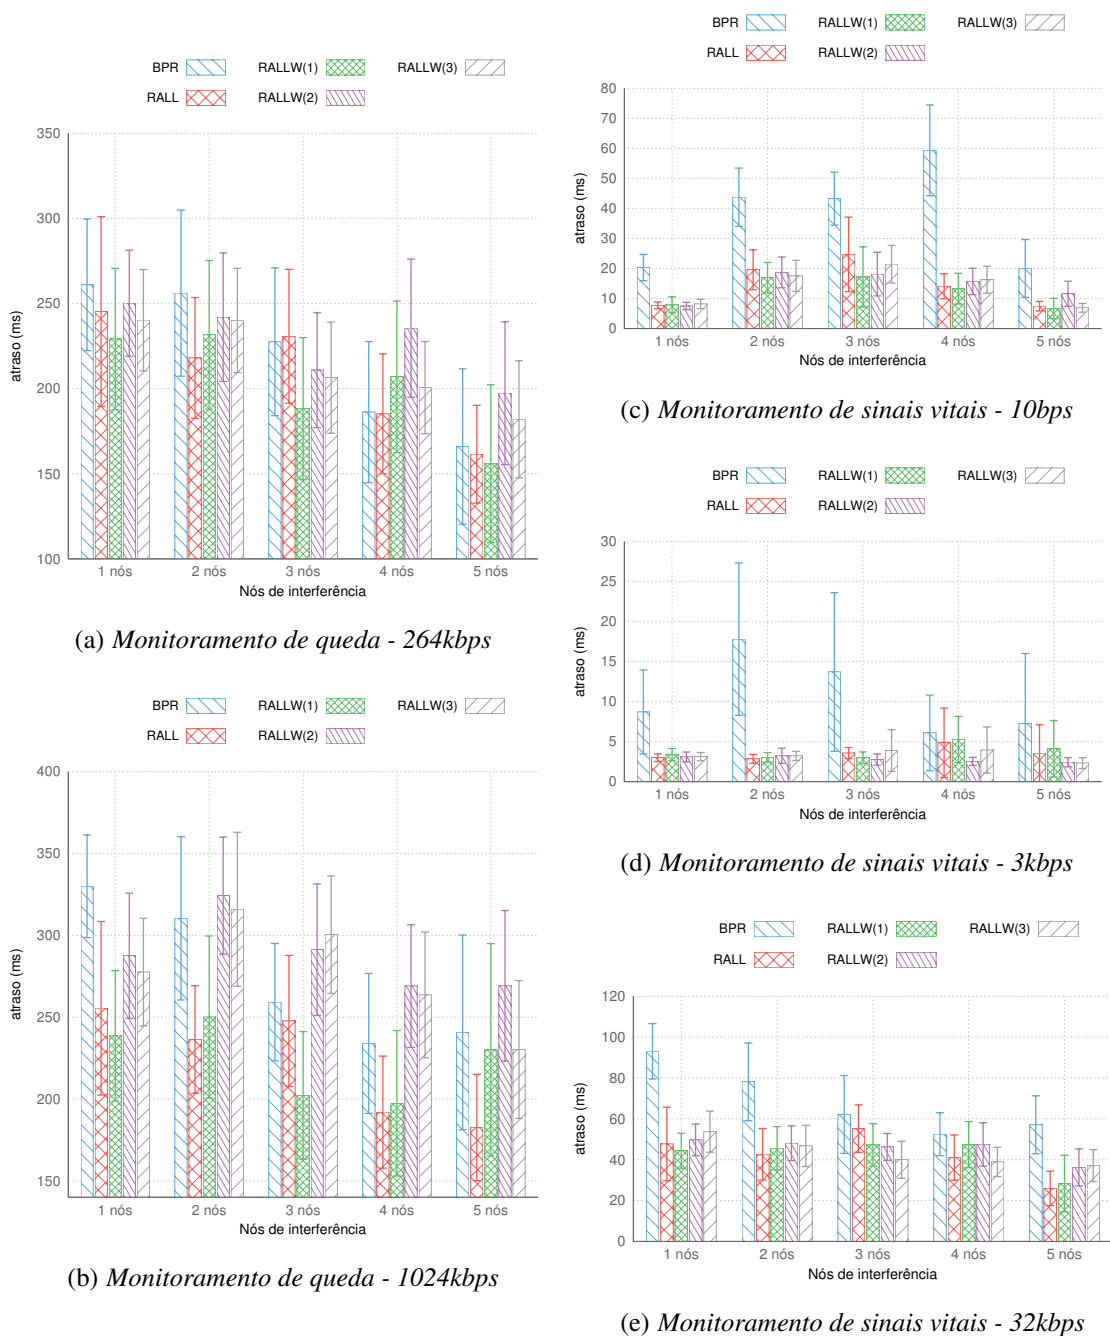 BPR RALLW(1) RALLW(3)
RALL RALLW(2)
350
300
250
200
150
100
atraso (ms)
1 nós 2 nós 3 nós 4 nós 5 nós
Nós de interferência
(a) Monitoramento de queda - 264kbps
BPR RALLW(1) RALLW(3)
RALL RALLW(2)
400
350
300
250
200
150
atraso (ms)
1 nós 2 nós 3 nós 4 nós 5 nós
Nós de interferência
(b) Monitoramento de queda - 1024kbps
BPR RALLW(1) RALLW(3)
RALL RALLW(2)
80
70
60
50
40
30
20
10
0
atraso (ms)
1 nós 2 nós 3 nós 4 nós 5 nós
Nós de interferência
(c) Monitoramento de sinais vitais - 10bps
BPR RALLW(1) RALLW(3)
RALL RALLW(2)
30
25
20
15
10
5
0
atraso (ms)
1 nós 2 nós 3 nós 4 nós 5 nós
Nós de interferência
(d) Monitoramento de sinais vitais - 3kbps
BPR RALLW(1) RALLW(3)
RALL RALLW(2)
120
100
80
60
40
20
0
atraso (ms)
1 nós 2 nós 3 nós 4 nós 5 nós
Nós de interferência
(e) Monitoramento de sinais vitais - 32kbps